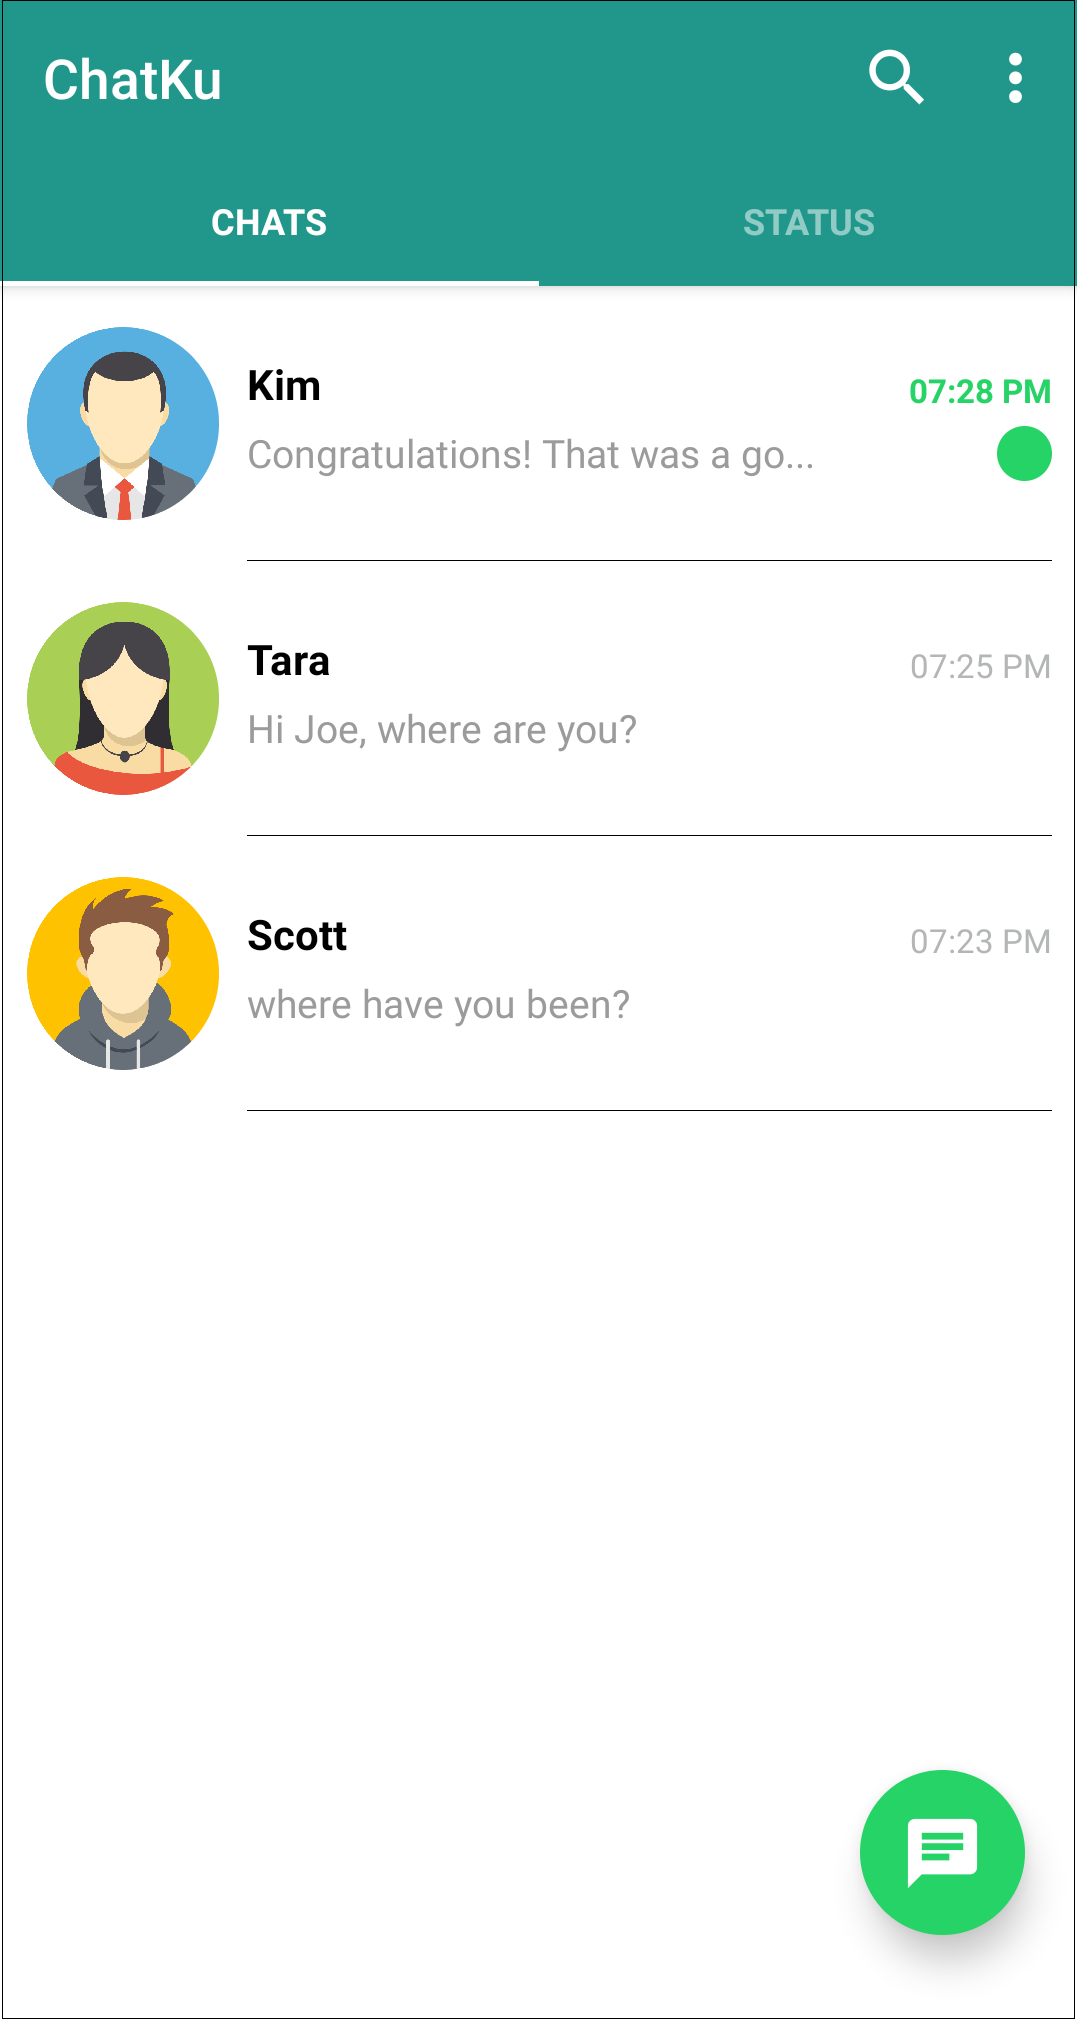 ChatKu
CHATS
STATUS
Kim
07:28 PM
Congratulations! That was a go...
Tara
07:25 PM
Hi Joe, where are you?
Scott
07:23 PM
where have you been?